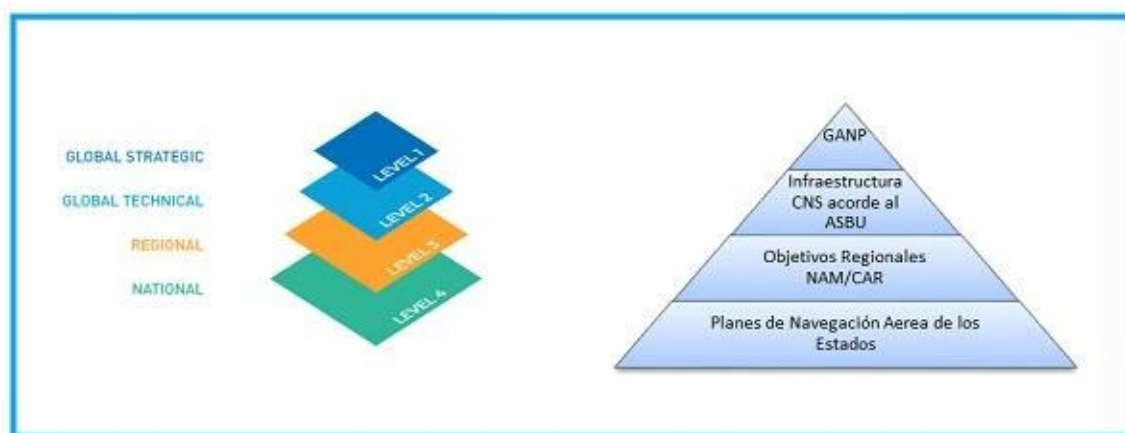 GLOBAL STRATEGIC
GLOBAL TECHNICAL
REGIONAL
NATIONAL
LEVEL 1
LEVEL 2
LEVEL 3
LEVEL 4
GANP
Infraestructura
CNS acorde al
ASBU
Objetivos Regionales
NAM/CAR
Planes de Navegación Aerea de los
Estados